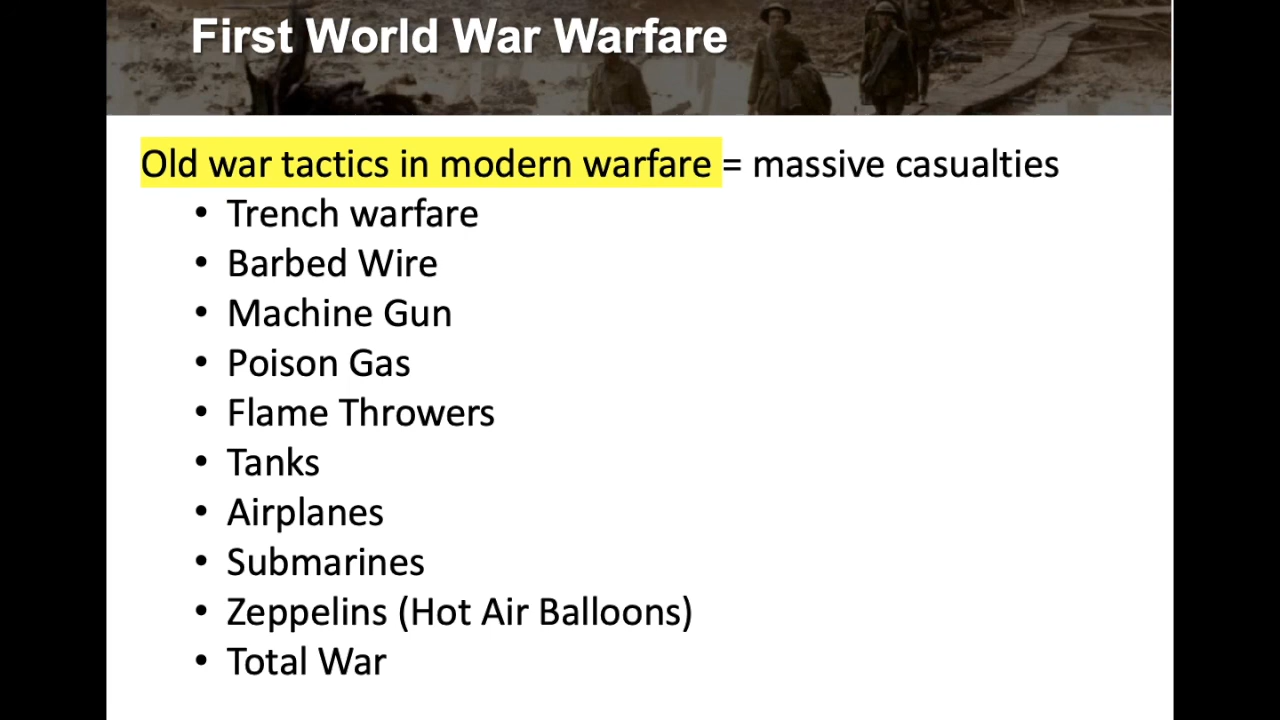 First World War Warfare
Old war tactics in modern warfare = massive casualties
• Trench warfare
• Barbed Wire
• Machine Gun
• Poison Gas
• Flame Throwers
• Tanks
• Airplanes
• Submarines
• Zeppelins (Hot Air Balloons)
• Total War